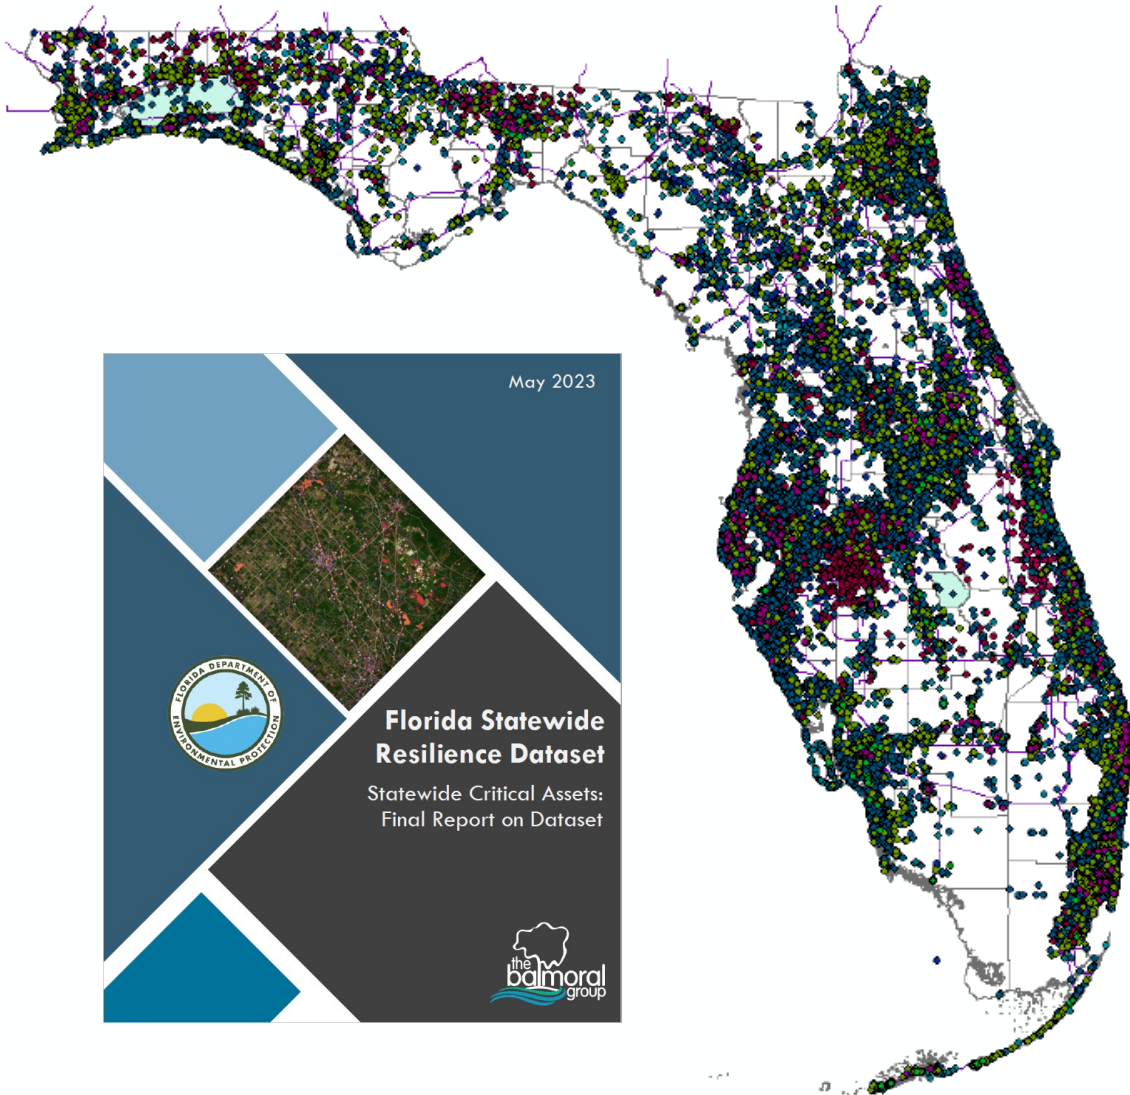 May 2023
FLORIDA DEPARTMENT OF
ENVIRONMENTAL PROTECTION
Florida Statewide
Resilience Dataset
Statewide Critical Assets:
Final Report on Dataset
the
balmoral
group